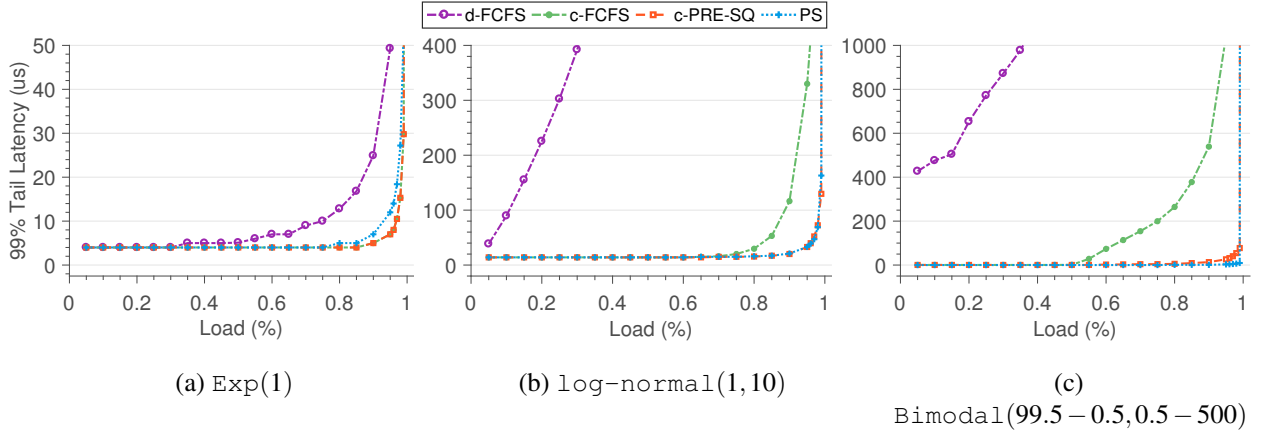 d-FCFS c-FCFS c-PRE-SQ PS
99% Tail Latency (us)
50
40
30
20
10
0
0 0.2 0.4 0.6 0.8 1
Load (%)
(a) Exp(1)
400
300
200
100
0
0 0.2 0.4 0.6 0.8 1
Load (%)
(b) log-normal(1,10)
1000
800
600
400
200
0
0 0.2 0.4 0.6 0.8 1
Load (%)
(c)
Bimodal(99.5 − 0.5, 0.5 − 500)